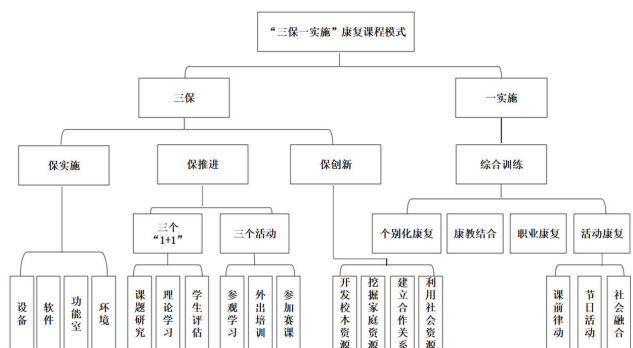 “三保一实施”康复课程模式
三保
一实施
保实施
保推进
保创新
综合训练
三个
“1+1”
三个活动
个别化康复
康教结合
职业康复
活动康复
设备
软件
功能室
环境
课题研究
理论学习
学生评估
参观学习
外出培训
参加赛课
开发校本资源
挖掘家庭资源
建立合作关系
利用社会资源
课前律动
节日活动
社会融合